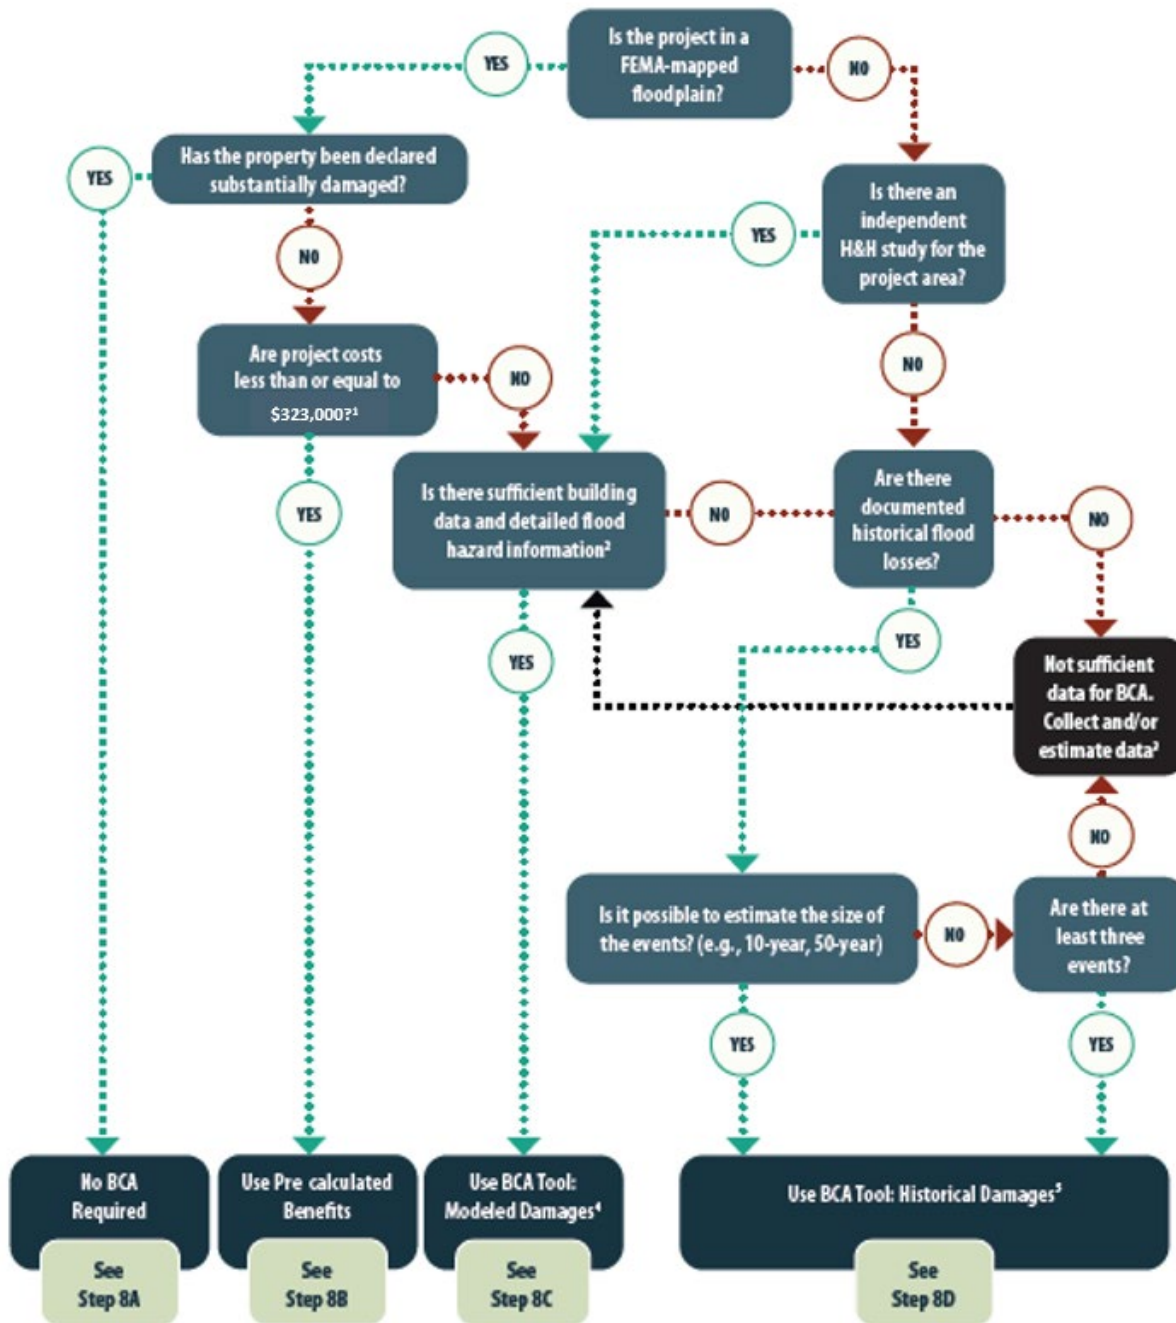 Is the project in a
FEMA-mapped
floodplain?
YES
NO
Has the property been declared
substantially damaged?
YES
NO
Is there an
independent
H&H study for the
project area?
YES
NO
Are project costs
less than or equal to
$323,000?¹
NO
YES
Is there sufficient building
data and detailed flood
hazard information²
NO
YES
Are there
documented
historical flood
losses?
NO
YES
Not sufficient
data for BCA.
Collect and/or
estimate data³
NO
Is it possible to estimate the size of
the events? (e.g., 10-year, 50-year)
NO
YES
Are there at
least three
events?
YES
No BCA
Required
See
Step 8A
Use Pre calculated
Benefits
See
Step 8B
Use BCA Tool:
Modeled Damages⁴
See
Step 8C
Use BCA Tool: Historical Damages⁵
See
Step 8D